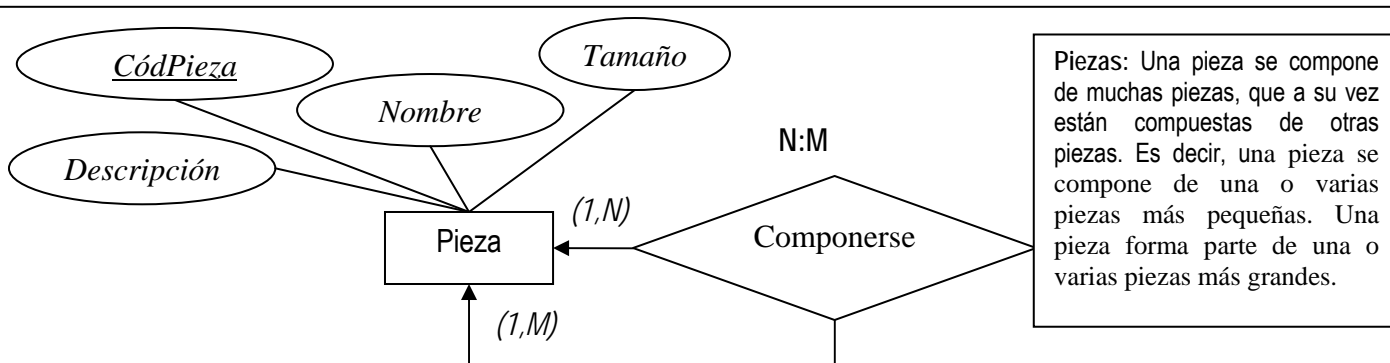 CódPieza
Tamaño
Nombre
Descripción
Pieza
(1,N)
(1,M)
N:M
Componerse
Piezas: Una pieza se compone
de muchas piezas, que a su vez
están compuestas de otras
piezas. Es decir, una pieza se
compone de una o varias
piezas más pequeñas. Una
pieza forma parte de una o
varias piezas más grandes.